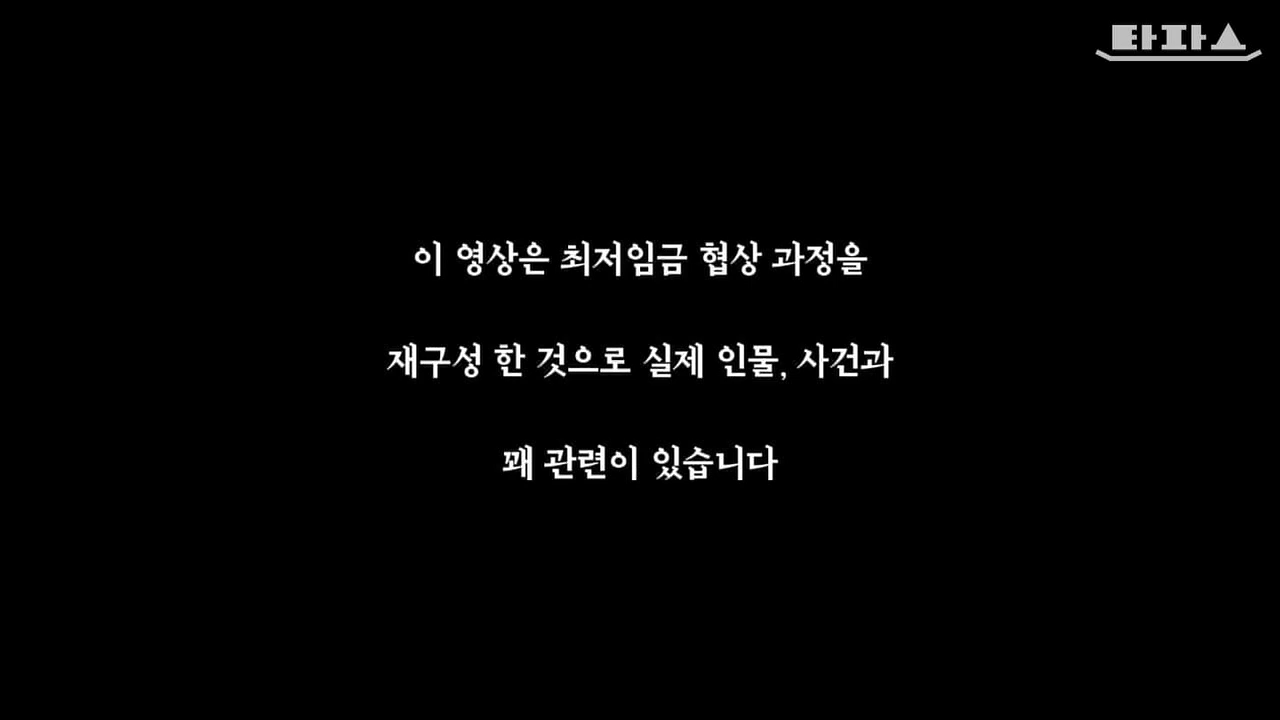 타파스
이 영상은 최저임금 협상 과정을
재구성 한 것으로 실제 인물, 사건과
꽤 관련이 있습니다